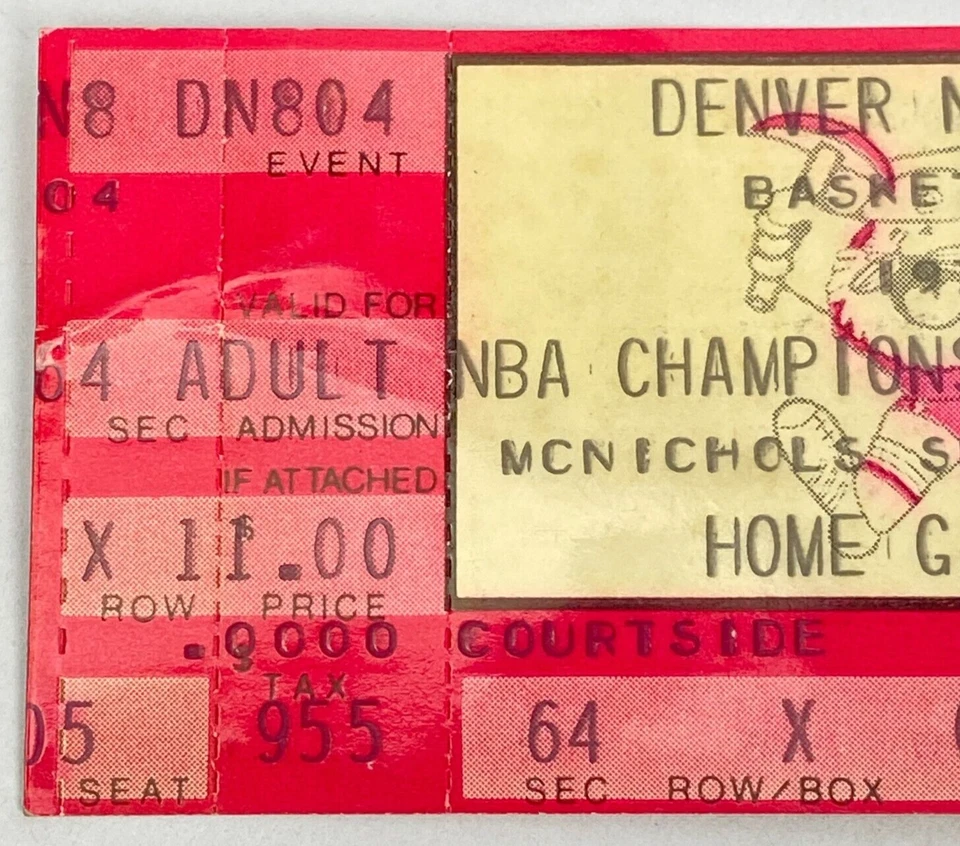 N8 DN804 DENVER N
EVENT
04 BASKET
197
VALID FOR
64 ADULT NBA CHAMPIONS
SEC ADMISSION
MCNICHOLS S
IF ATTACHED
X $11.00 HOME G
ROW PRICE
.0000 COURTSIDE
TAX
05 955 64 X
SEAT SEC ROW/BOX